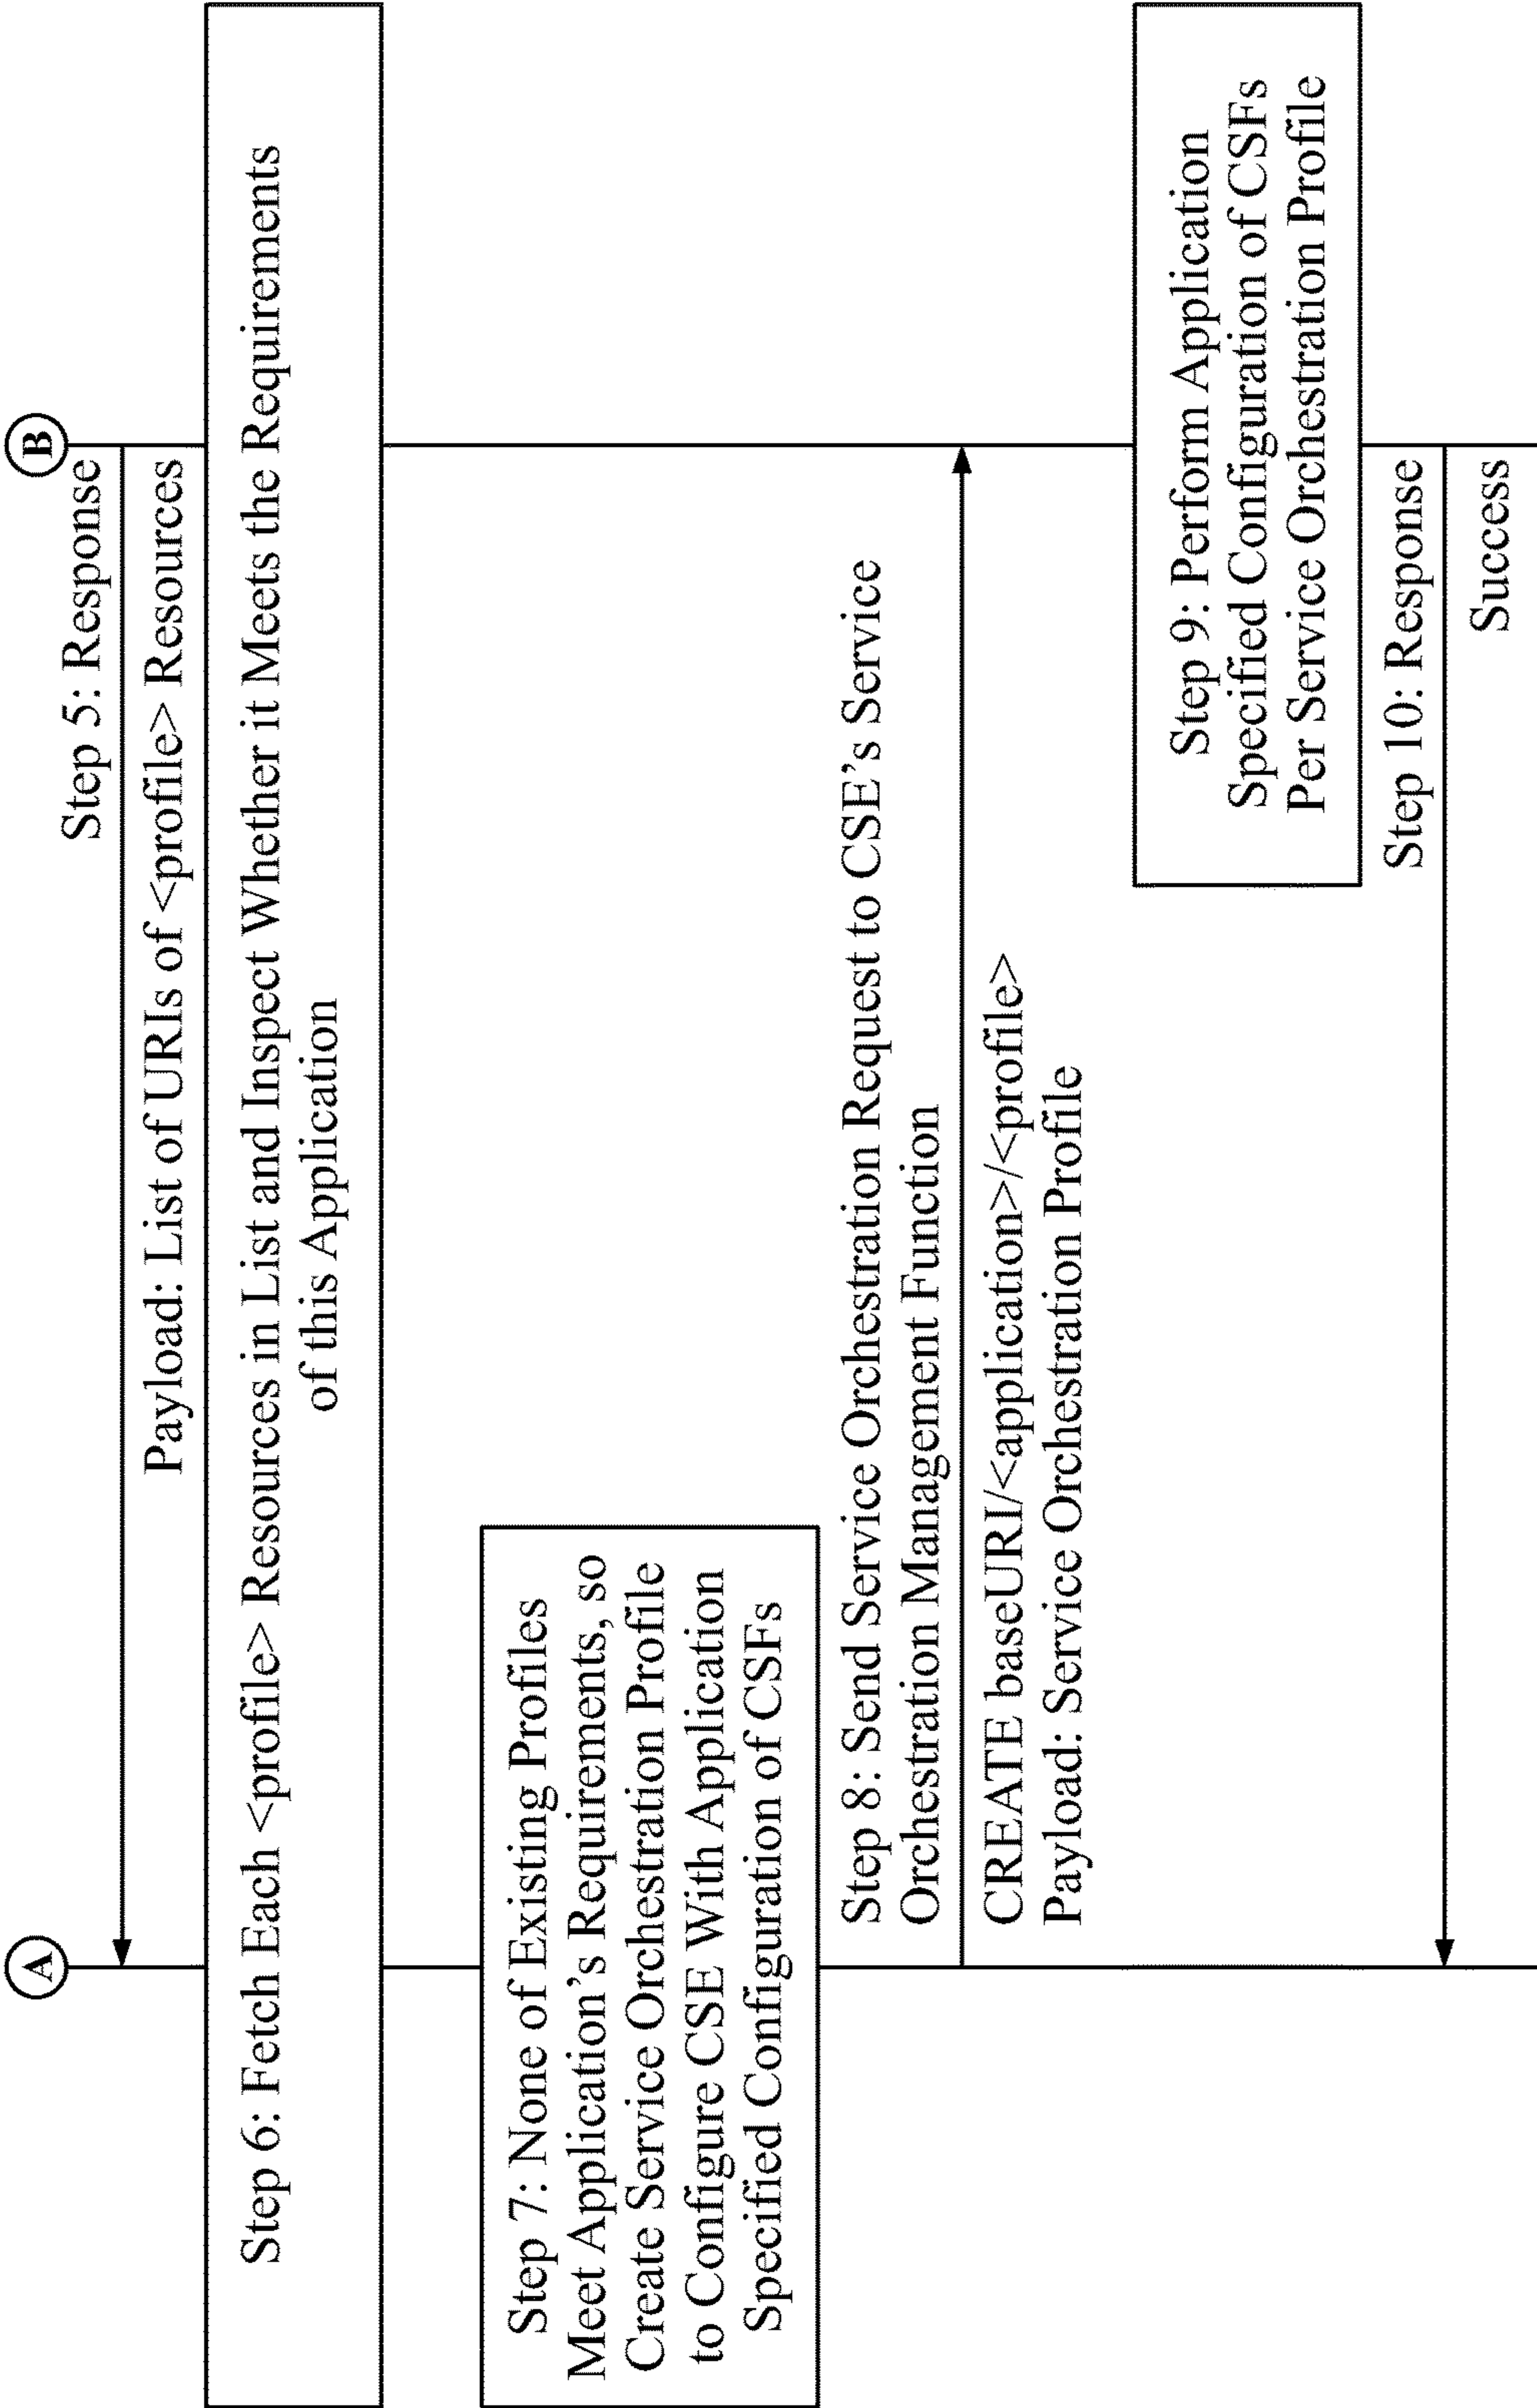 A
B
Step 5: Response
Payload: List of URIs of <profile> Resources
Step 6: Fetch Each <profile> Resources in List and Inspect Whether it Meets the Requirements
of this Application
Step 7: None of Existing Profiles
Meet Application's Requirements, so
Create Service Orchestration Profile
to Configure CSE With Application
Specified Configuration of CSFs
Step 8: Send Service Orchestration Request to CSE's Service
Orchestration Management Function
CREATE baseURI/<application>/<profile>
Payload: Service Orchestration Profile
Step 9: Perform Application
Specified Configuration of CSFs
Per Service Orchestration Profile
Step 10: Response
Success